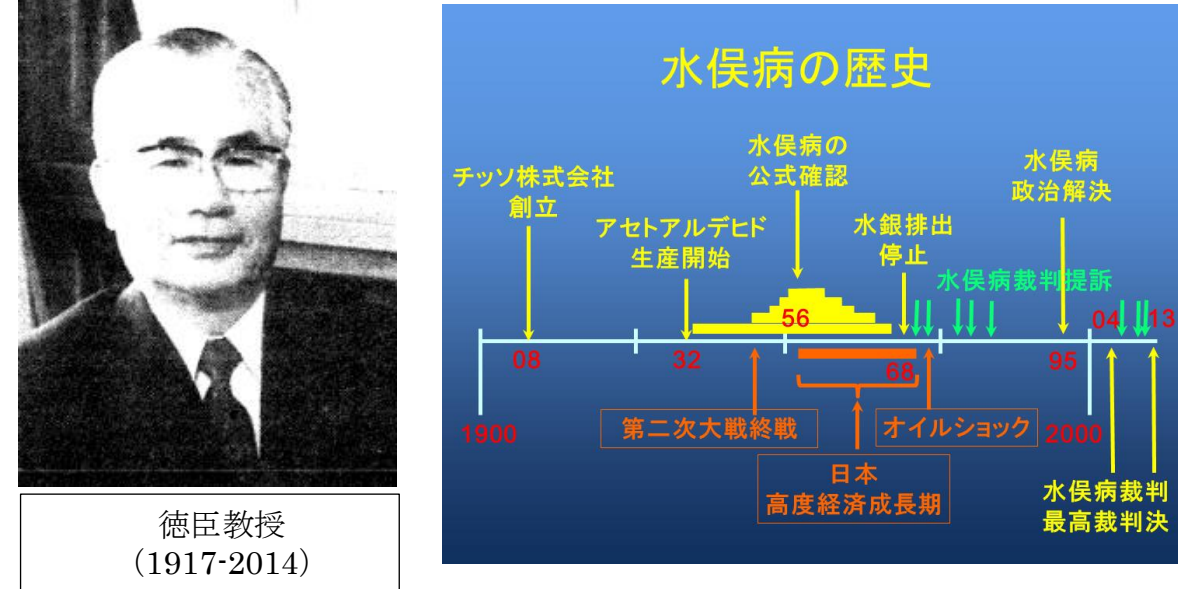 徳臣教授
(1917-2014)
水俣病の歴史
チッソ株式会社
創立
アセトアルデヒド
生産開始
水俣病の
公式確認
水銀排出
停止
水俣病
政治解決
水俣病裁判提訴
56
04
13
08
32
68
95
1900
2000
第二次大戦終戦
オイルショック
日本
高度経済成長期
水俣病裁判
最高裁判決